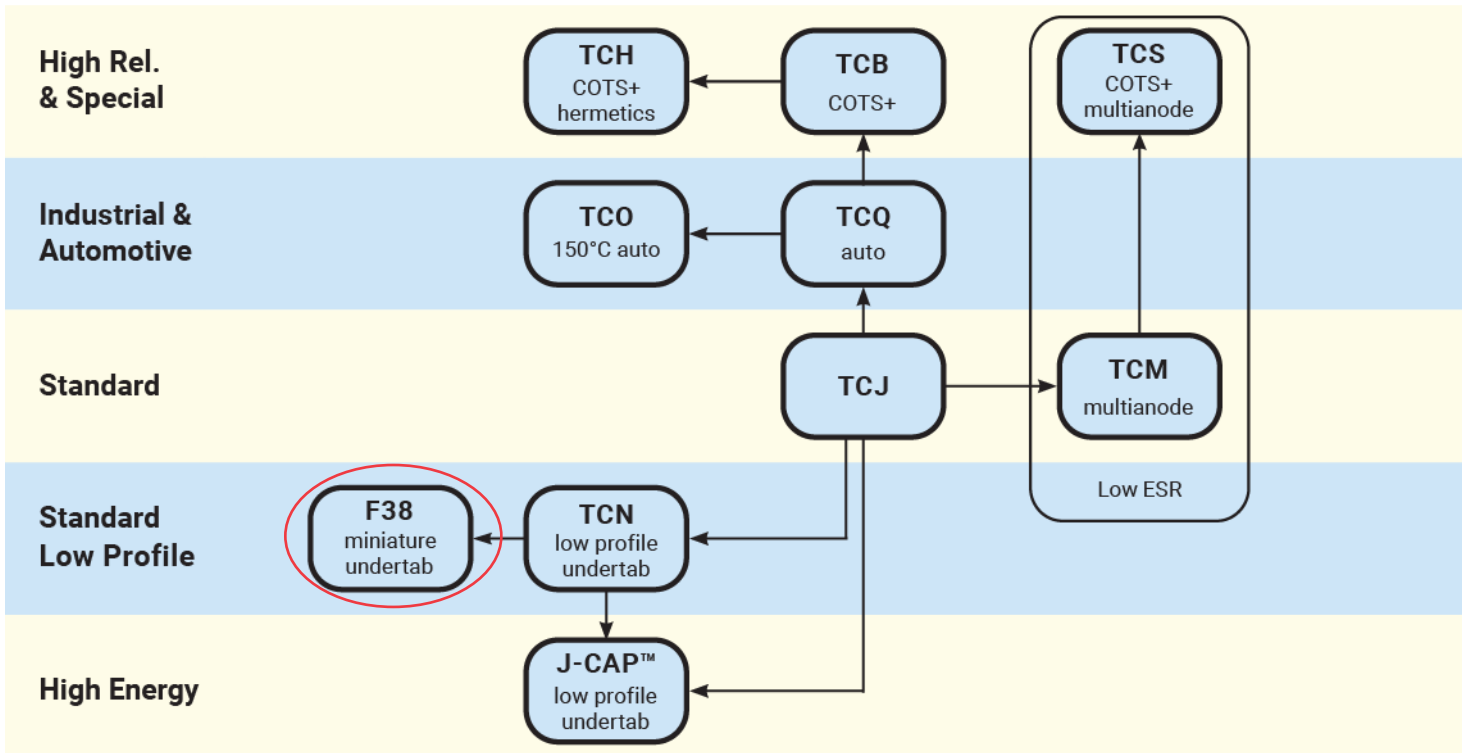 High Rel.
& Special
TCH
COTS+
hermetics
TCB
COTS+
TCS
COTS+
multianode
Industrial &
Automotive
TCO
150°C auto
TCQ
auto
Standard
TCJ
TCM
multianode
Low ESR
Standard
Low Profile
F38
miniature
undertab
TCN
low profile
undertab
High Energy
J-CAP™
low profile
undertab